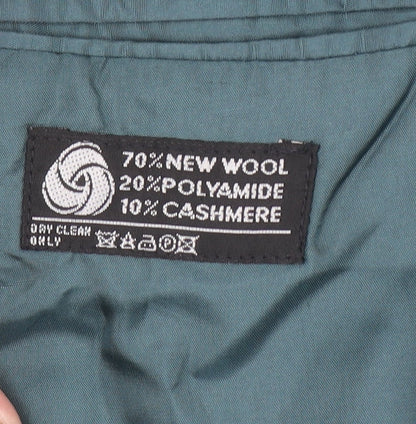 70% NEW WOOL
20% POLYAMIDE
10% CASHMERE
DRY CLEAN
ONLY P